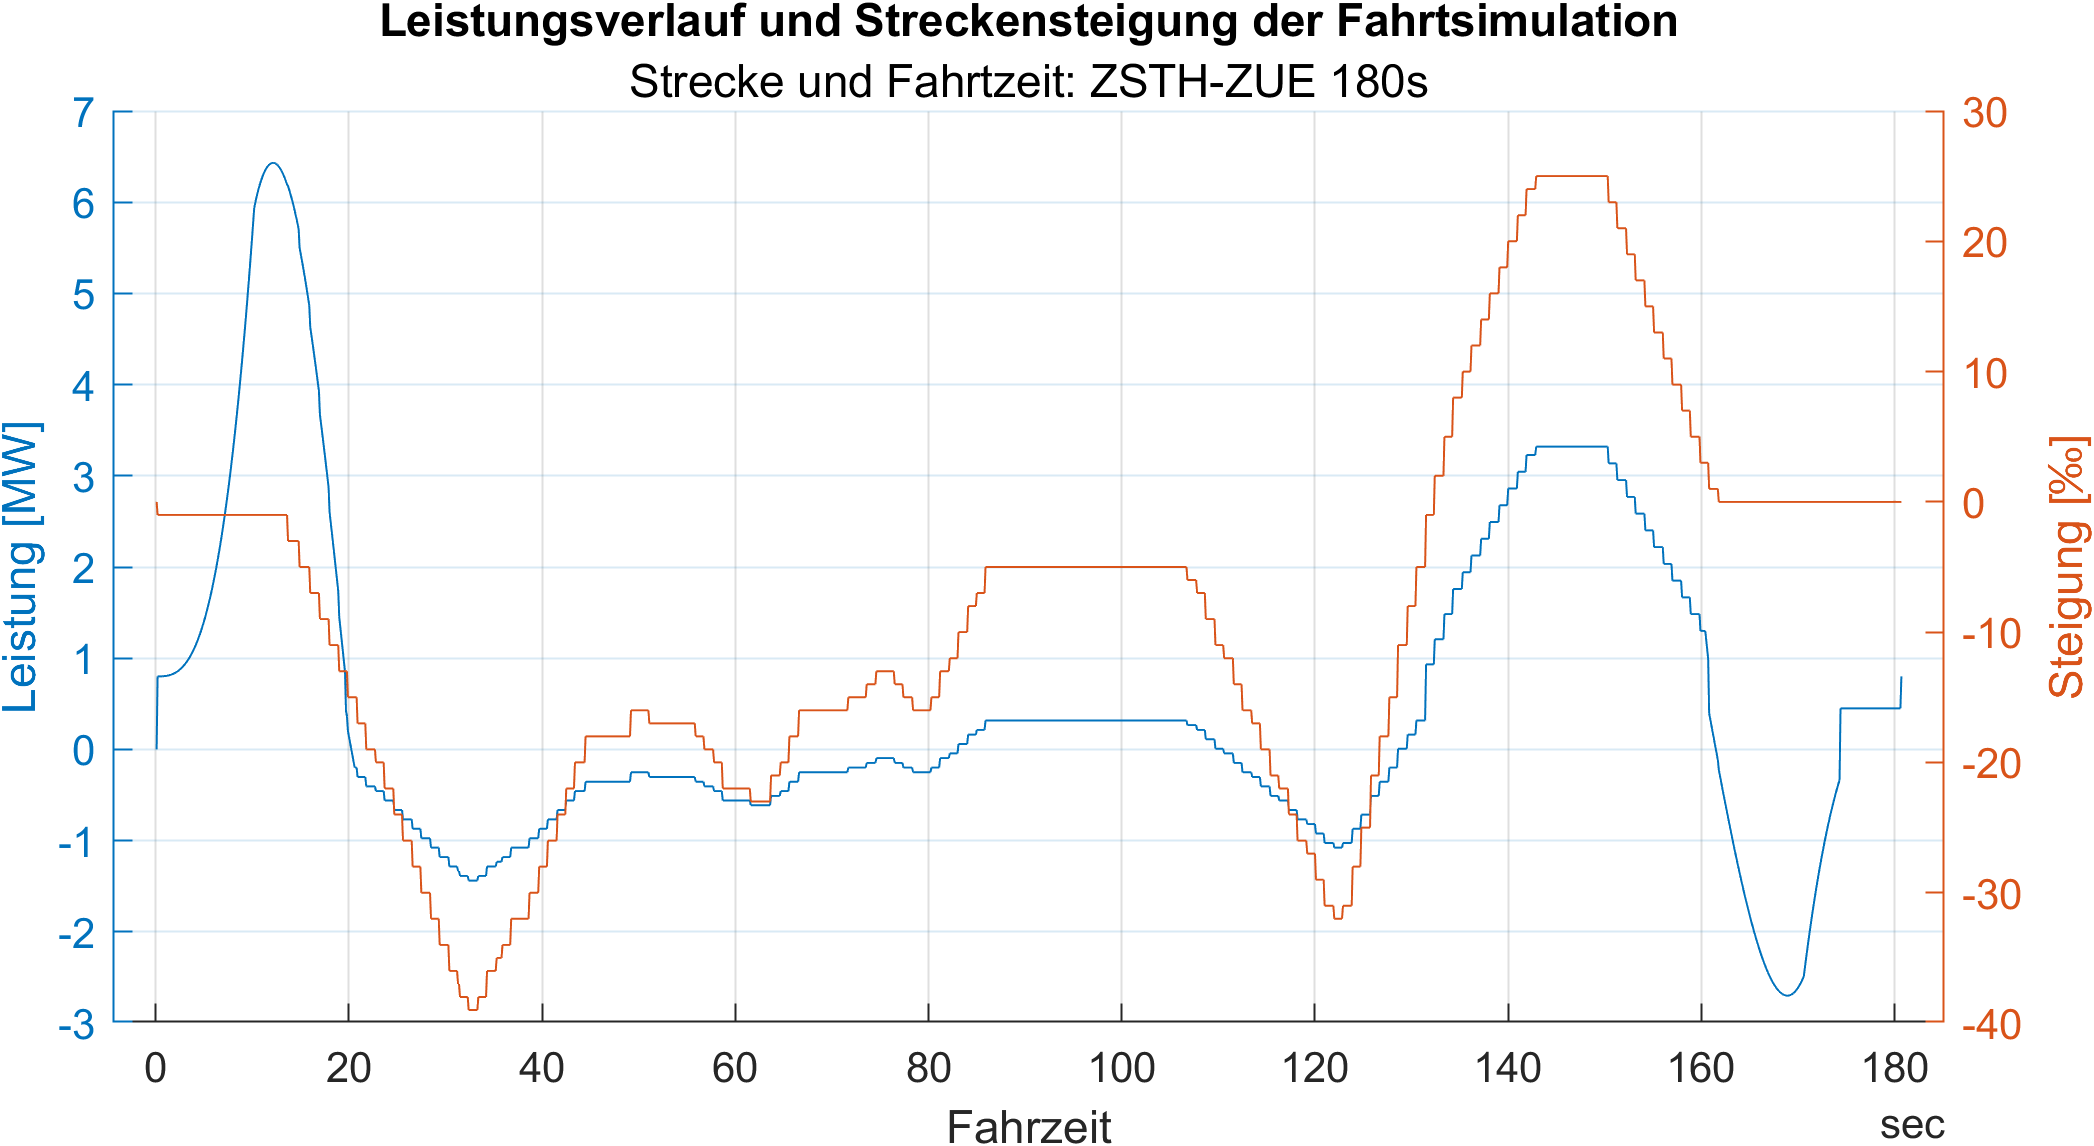 Leistungsverlauf und Streckensteigung der Fahrtsimulation
Strecke und Fahrtzeit: ZSTH-ZUE 180s
Leistung [MW]
7
6
5
4
3
2
1
0
-1
-2
-3
30
20
10
0
-10
-20
-30
-40
Steigung [‰]
0 20 40 60 80 100 120 140 160 180
Fahrzeit
sec